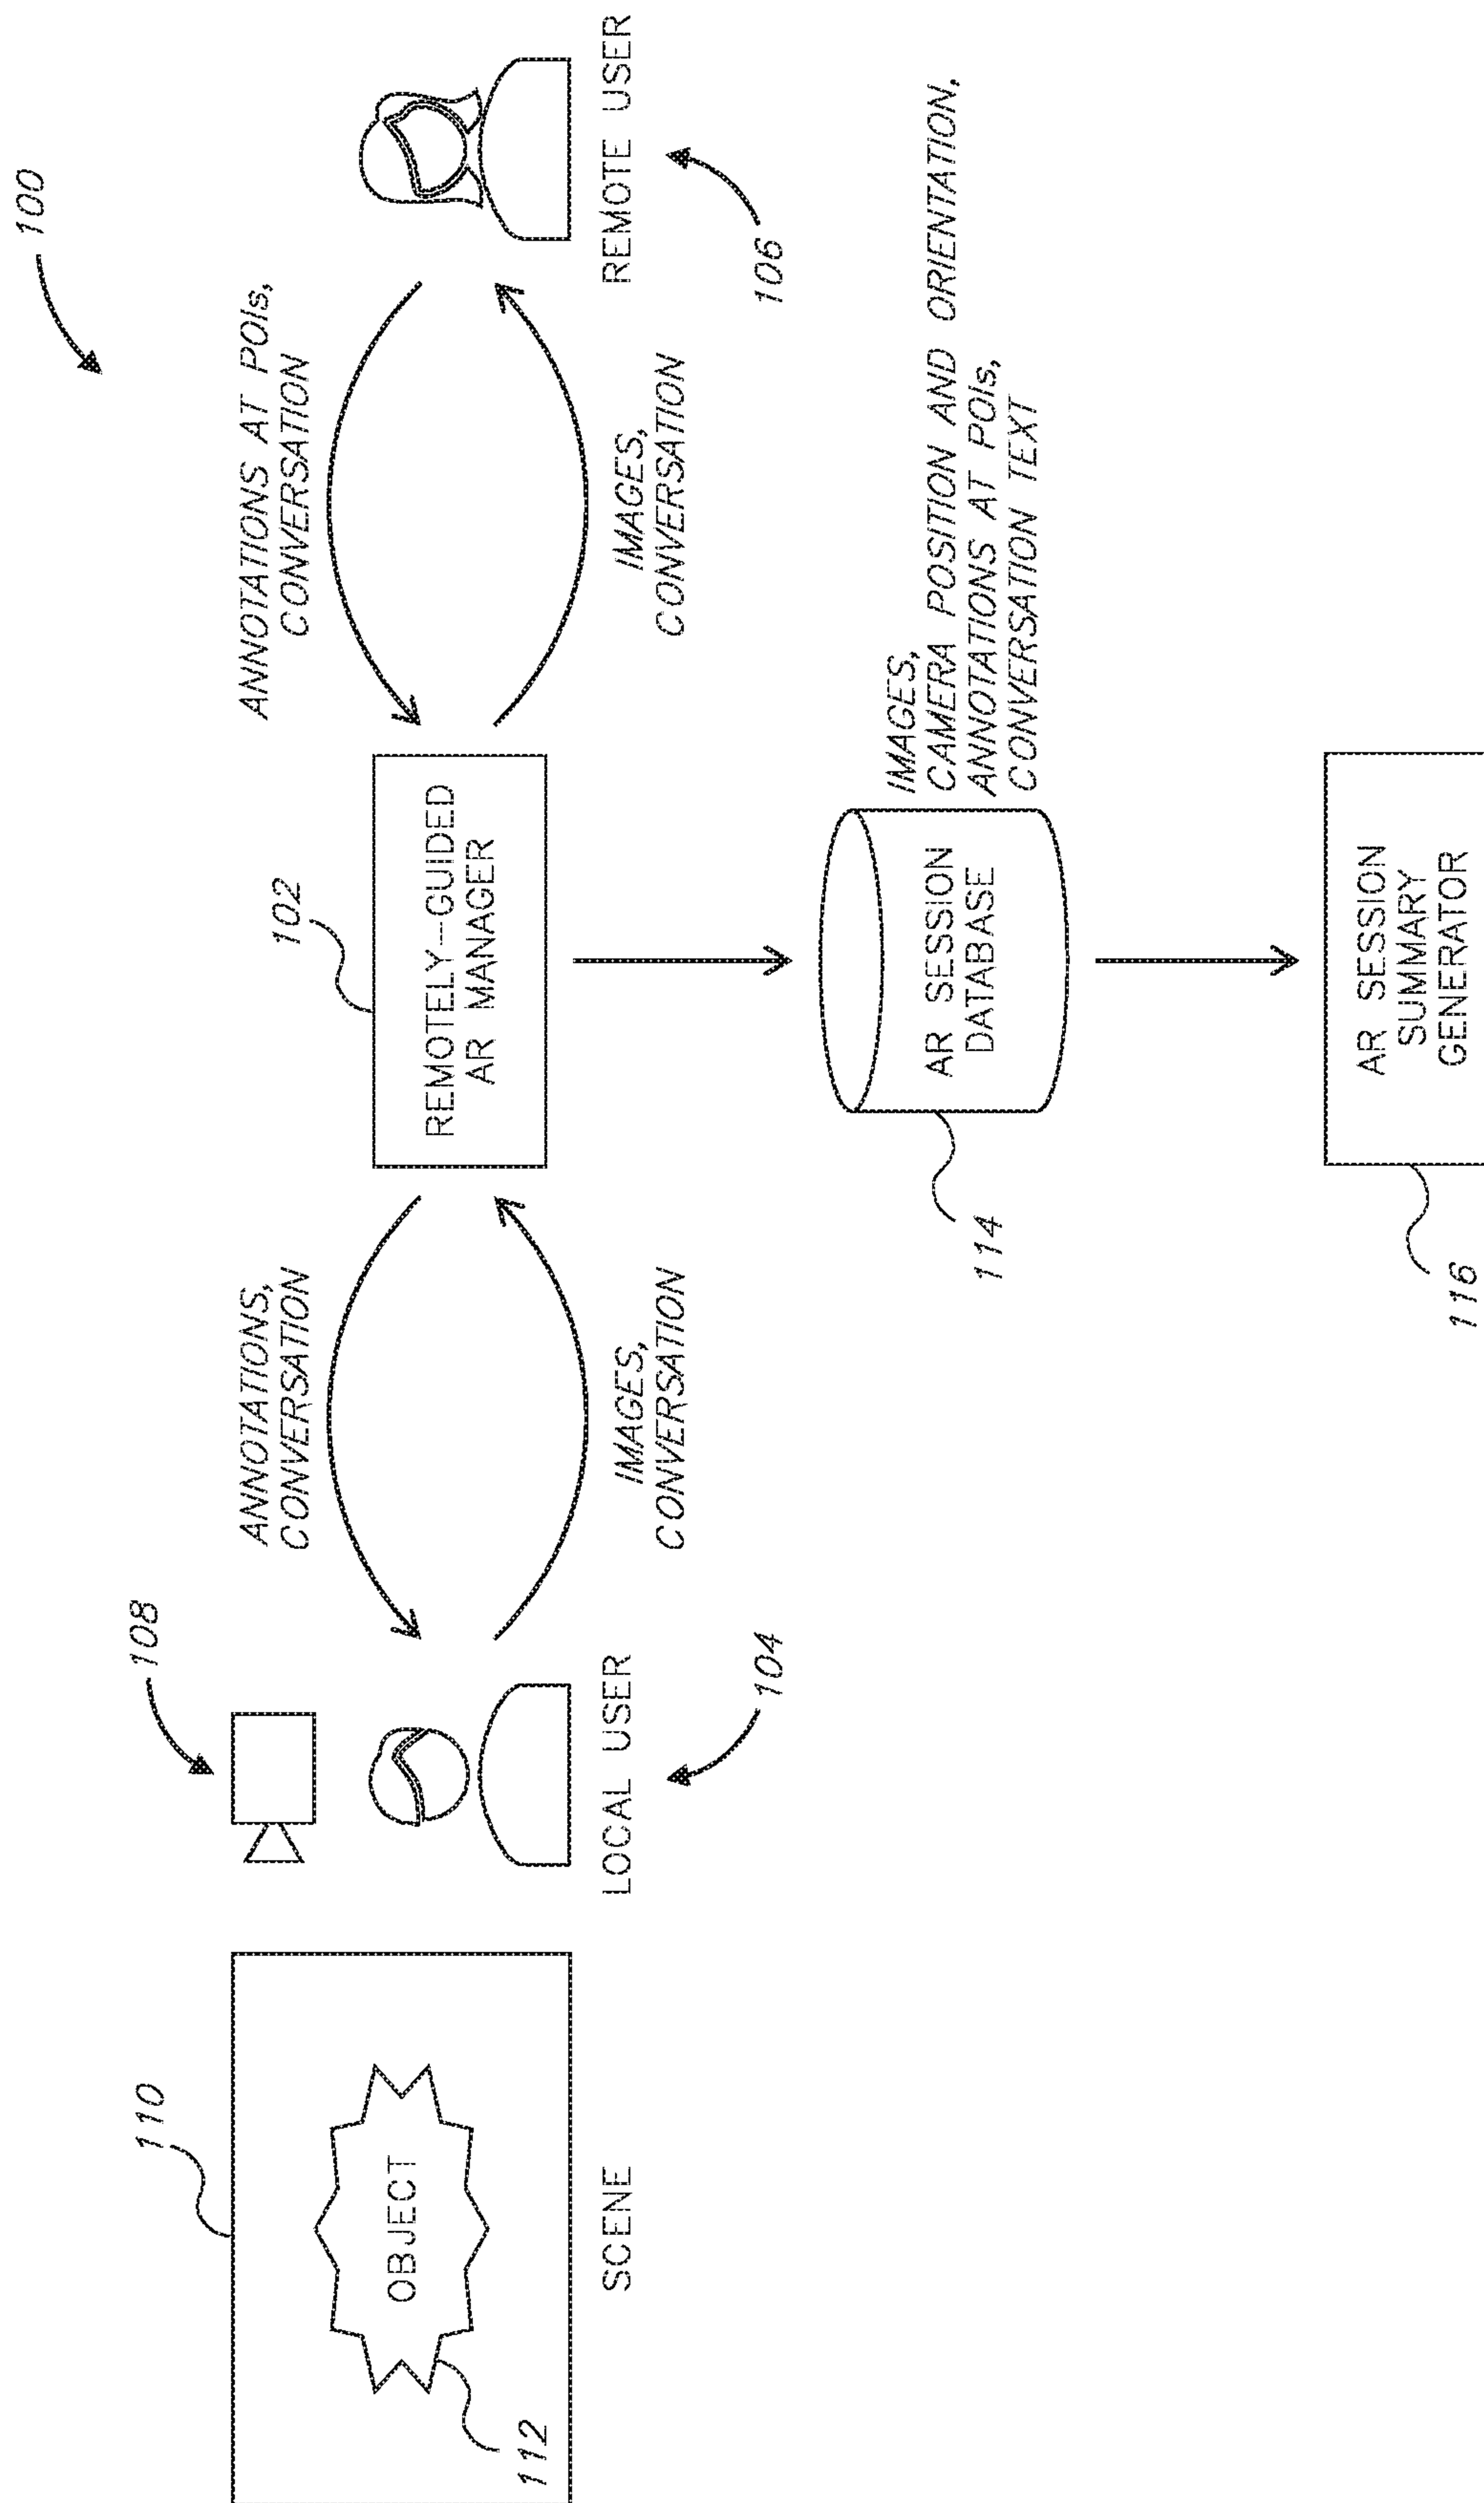 100
108
ANNOTATIONS,
CONVERSATION
102
ANNOTATIONS AT POIs,
CONVERSATION
110
OBJECT
112
SCENE
LOCAL USER
104
IMAGES,
CONVERSATION
REMOTELY-GUIDED
AR MANAGER
IMAGES,
CONVERSATION
REMOTE USER
106
114
AR SESSION
DATABASE
IMAGES,
CAMERA POSITION AND ORIENTATION,
ANNOTATIONS AT POIs,
CONVERSATION TEXT
116
AR SESSION
SUMMARY
GENERATOR